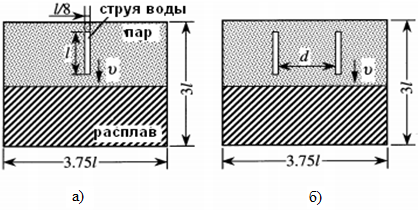 l/8 струя воды
пар
l
υ
расплав
3l
3.75l
а)
d
υ
3l
3.75l
б)